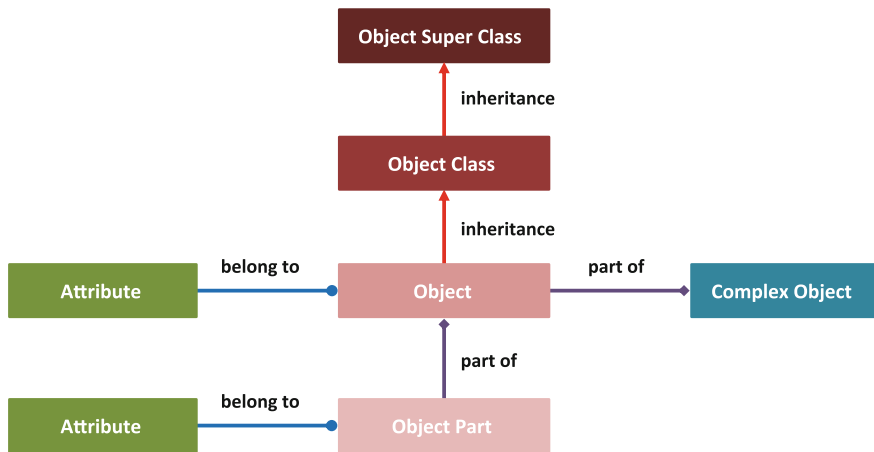 Object Super Class
inheritance
Object Class
inheritance
belong to
part of
Attribute
Object
Complex Object
part of
belong to
Attribute
Object Part